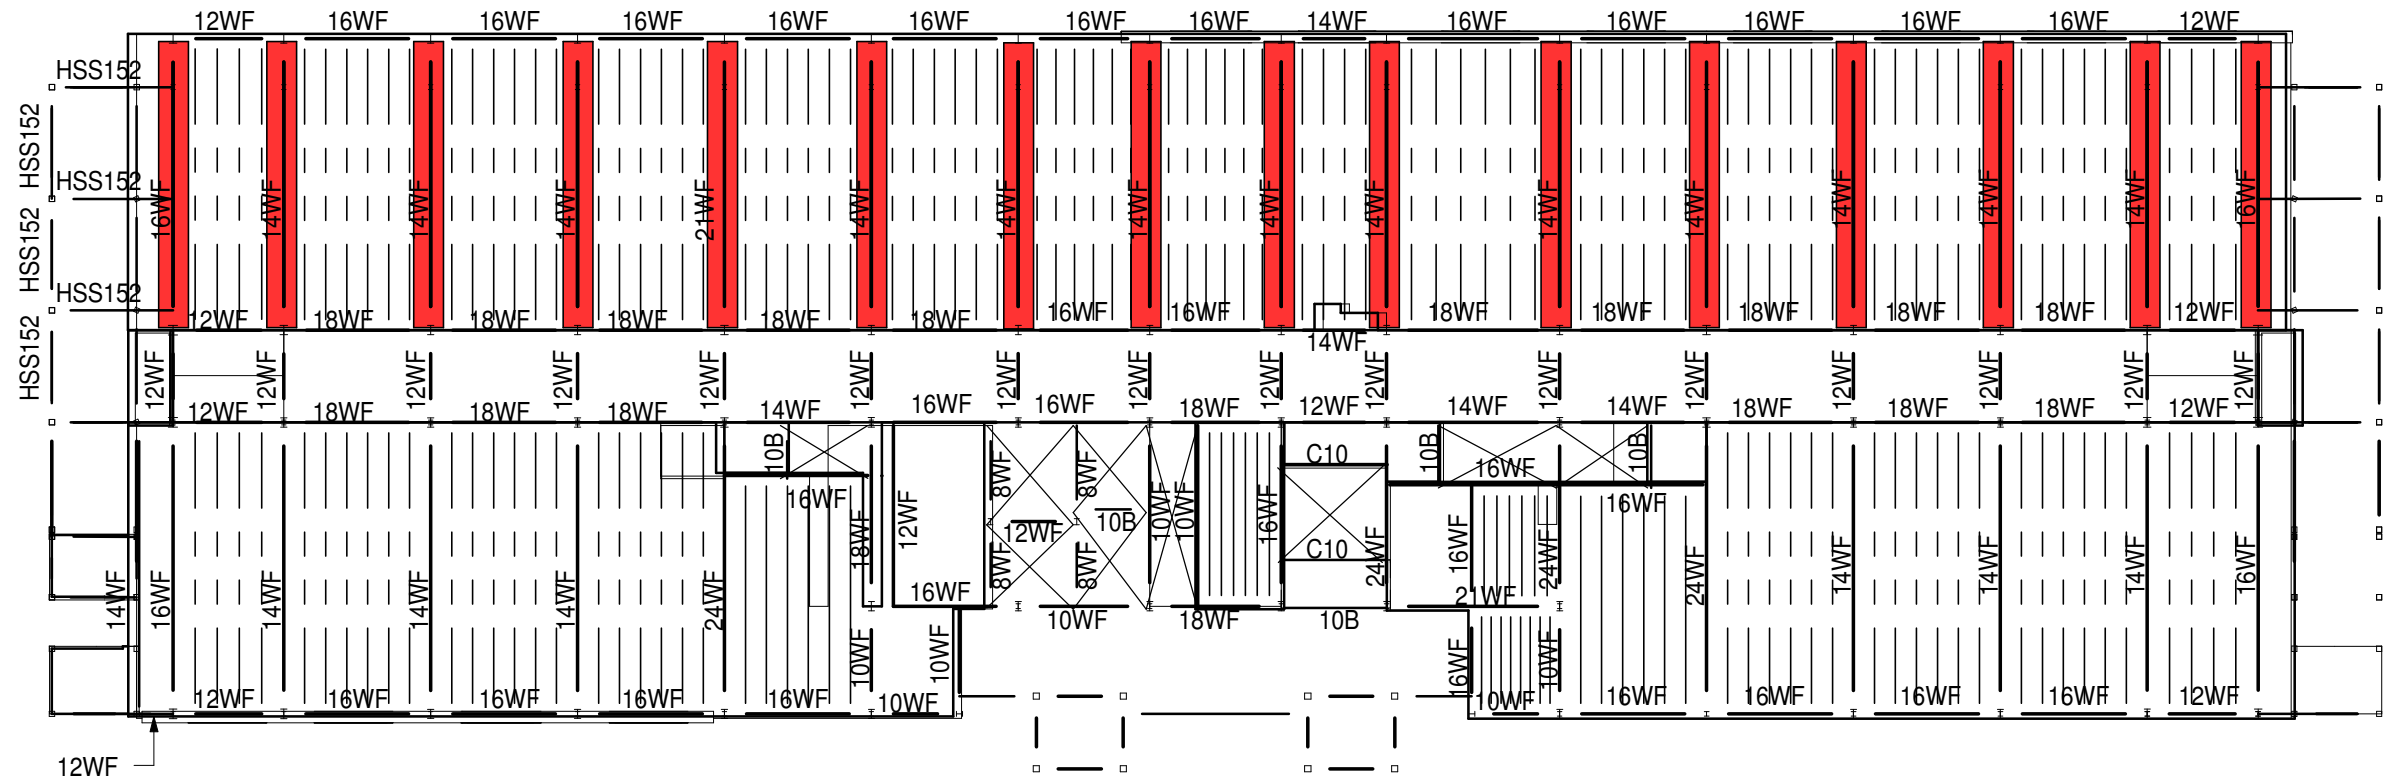 12WF 16WF 16WF 16WF 16WF 16WF 16WF 16WF 14WF 16WF 16WF 16WF 16WF 16WF 12WF
HSS152
HSS152
HSS152
HSS152
HSS152
HSS152
16WF 14WF 14WF 14WF 21WF 14WF 14WF 14WF 14WF 14WF 14WF 14WF 14WF 14WF 14WF 16WF
12WF 18WF 18WF 18WF 18WF 18WF 16WF 16WF 18WF 18WF 18WF 18WF 18WF 12WF
14WF
12WF 12WF 12WF 12WF 12WF 12WF 12WF 12WF 12WF 12WF 12WF 12WF 12WF 12WF 12WF 12WF
12WF 18WF 18WF 18WF 14WF 16WF 16WF 18WF 12WF 14WF 14WF 18WF 18WF 18WF 12WF
10B C10 10B 10B
16WF 8WF 8WF 16WF 16WF
12WF 10WF 10WF 16WF
18WF 12WF 10B 16WF 24WF
8WF 8WF C10 24WF
14WF 16WF 14WF 14WF 14WF 24WF 24WF 14WF 14WF 14WF 16WF
16WF 21WF
10WF 18WF 10B
10WF 10WF 16WF 10WF
12WF 16WF 16WF 16WF 16WF 10WF 10WF 16WF 16WF 16WF 16WF 12WF
12WF